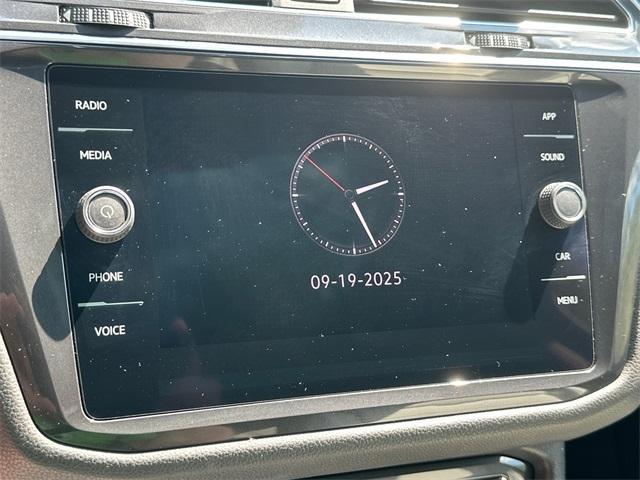 RADIO
MEDIA
PHONE
VOICE
09-19-2025
APP
SOUND
CAR
MENU